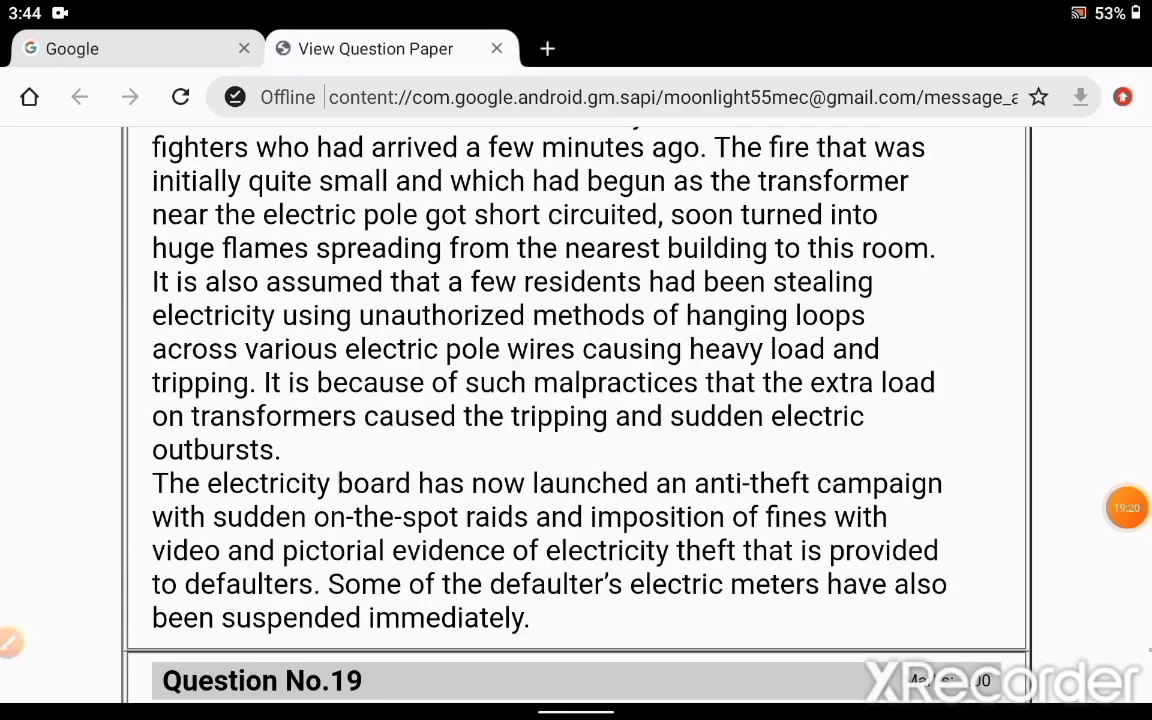 3:44
53%
Google
View Question Paper
Offline content://com.google.android.gm.sapi/moonlight55mec@gmail.com/message_a
fighters who had arrived a few minutes ago. The fire that was
initially quite small and which had begun as the transformer
near the electric pole got short circuited, soon turned into
huge flames spreading from the nearest building to this room.
It is also assumed that a few residents had been stealing
electricity using unauthorized methods of hanging loops
across various electric pole wires causing heavy load and
tripping. It is because of such malpractices that the extra load
on transformers caused the tripping and sudden electric
outbursts.
The electricity board has now launched an anti-theft campaign
with sudden on-the-spot raids and imposition of fines with
video and pictorial evidence of electricity theft that is provided
to defaulters. Some of the defaulter's electric meters have also
been suspended immediately.
19:20
Question No.19
XRecorder